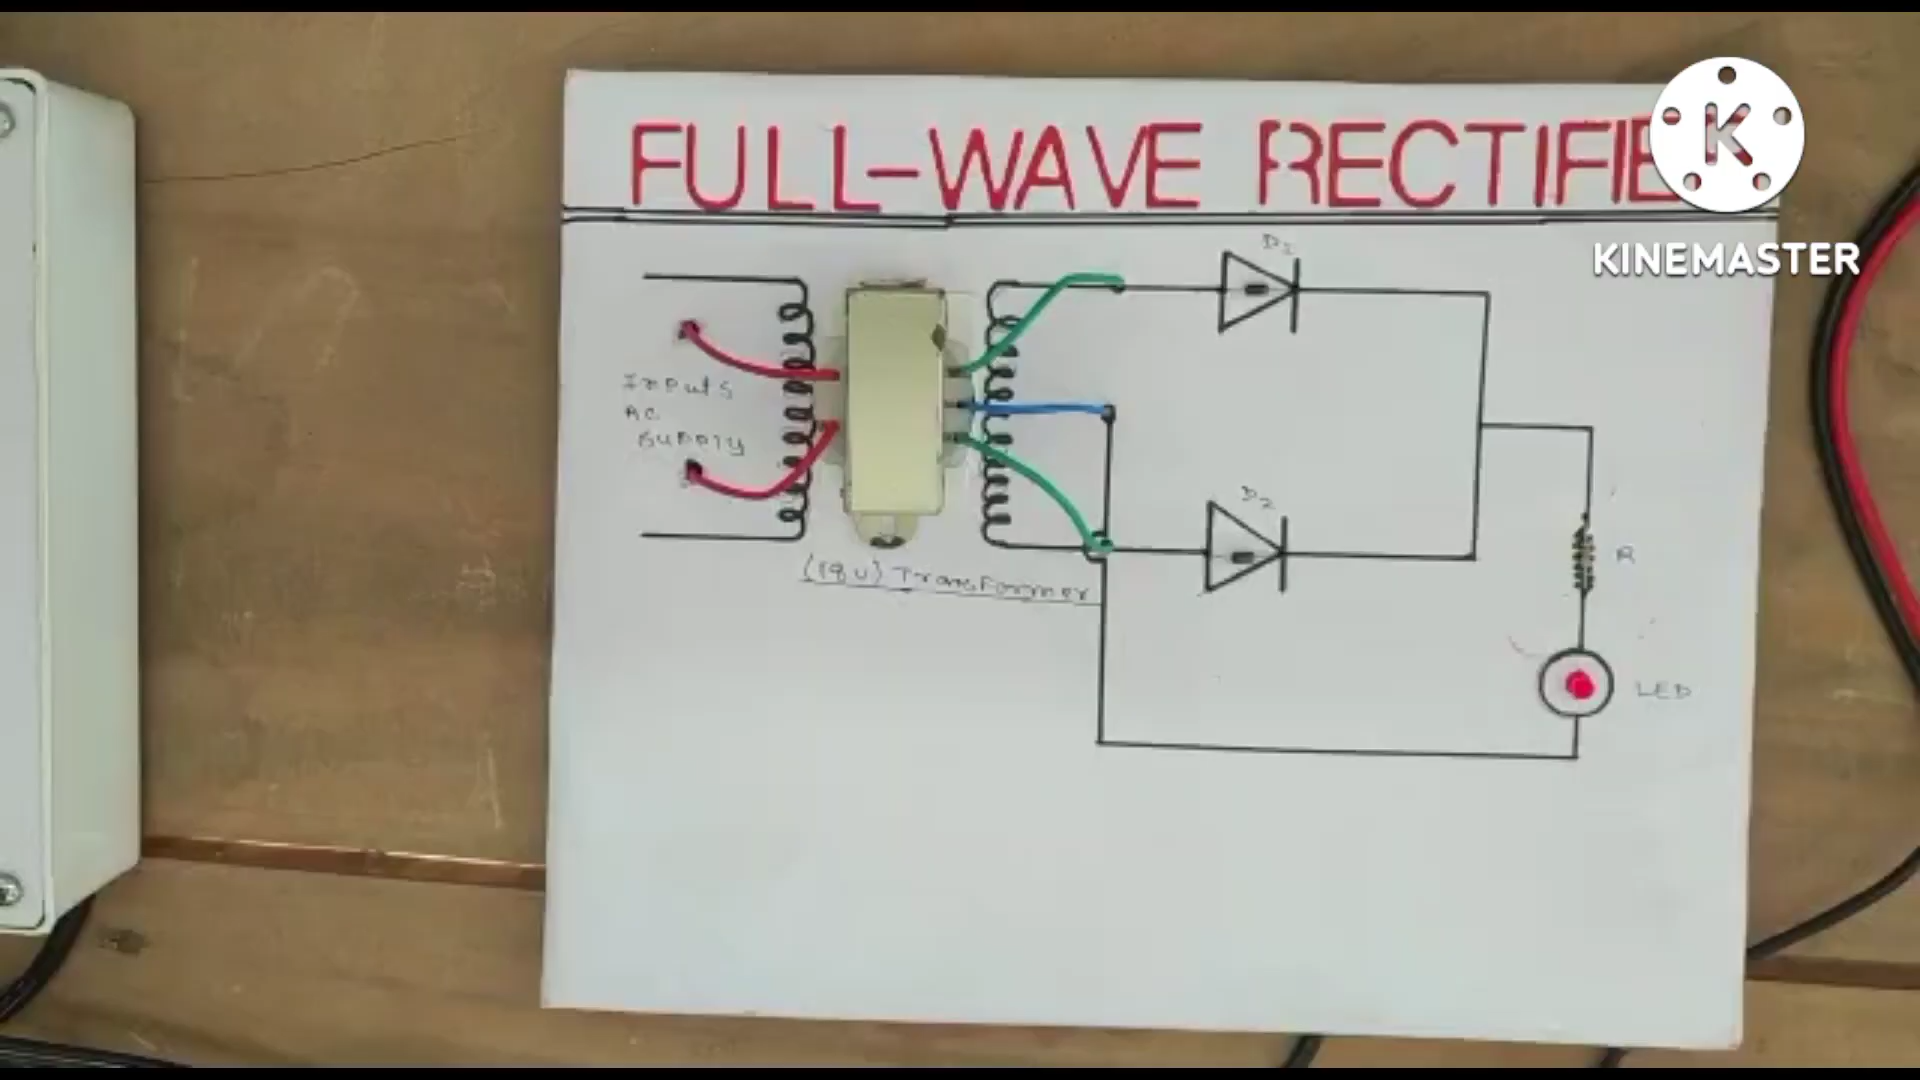 FULL-WAVE RECTIFIE
K
KINEMASTER
D1
INPUTS
AC
SUPPLY
D2
R
Transformer
LED